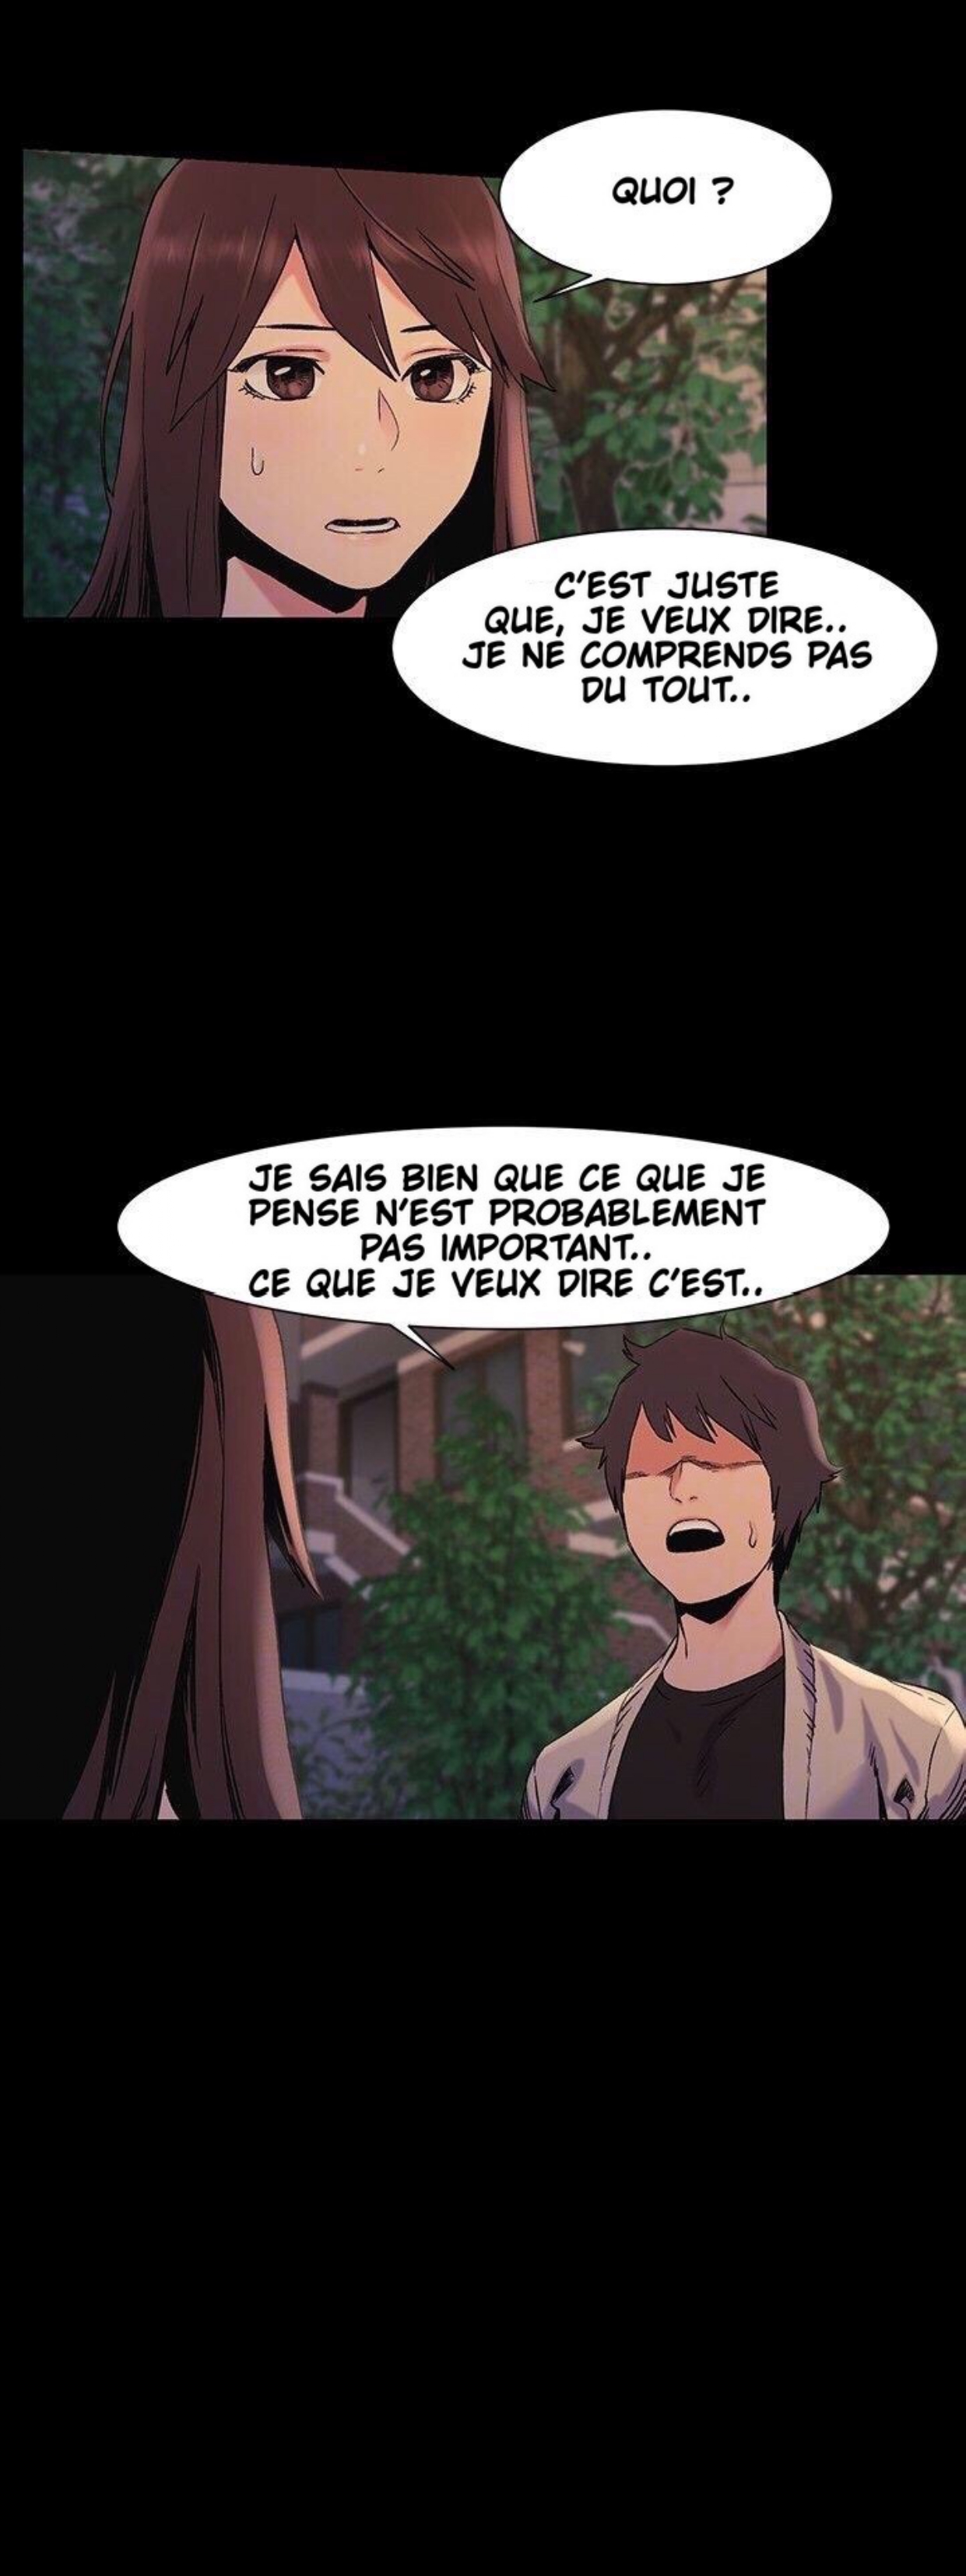 QUOI ?
C'EST JUSTE
QUE, JE VEUX DIRE..
JE NE COMPRENDS PAS
DU TOUT..
JE SAIS BIEN QUE CE QUE JE
PENSE N'EST PROBABLEMENT
PAS IMPORTANT..
CE QUE JE VEUX DIRE C'EST..